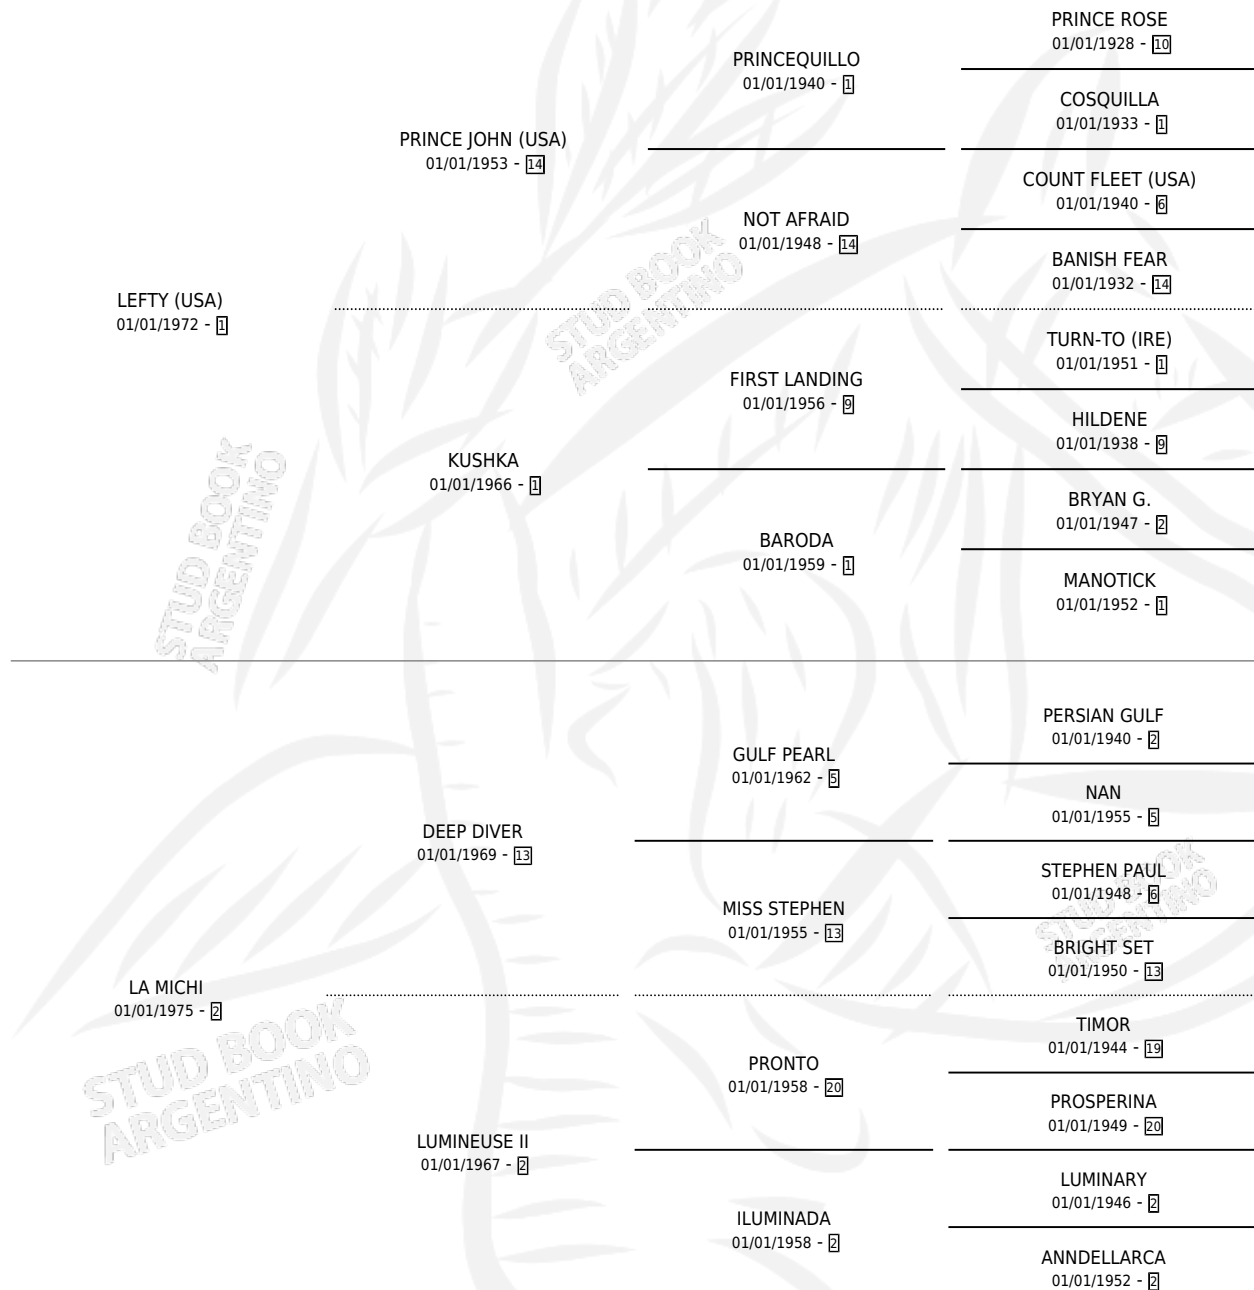 PRINCE ROSE
01/01/1928 - 10
PRINCEQUILLO
01/01/1940 - 1
COSQUILLA
01/01/1933 - 1
PRINCE JOHN (USA)
01/01/1953 - 14
COUNT FLEET (USA)
01/01/1940 - 6
NOT AFRAID
01/01/1948 - 14
BANISH FEAR
01/01/1932 - 14
LEFTY (USA)
01/01/1972 - 1
TURN-TO (IRE)
01/01/1951 - 1
FIRST LANDING
01/01/1956 - 9
HILDENE
01/01/1938 - 9
KUSHKA
01/01/1966 - 1
BRYAN G.
01/01/1947 - 2
BARODA
01/01/1959 - 1
MANOTICK
01/01/1952 - 1
PERSIAN GULF
01/01/1940 - 2
GULF PEARL
01/01/1962 - 5
NAN
01/01/1955 - 5
DEEP DIVER
01/01/1969 - 13
STEPHEN PAUL
01/01/1948 - 6
MISS STEPHEN
01/01/1955 - 13
BRIGHT SET
01/01/1950 - 13
LA MICHI
01/01/1975 - 2
TIMOR
01/01/1944 - 19
PRONTO
01/01/1958 - 20
PROSPERINA
01/01/1949 - 20
LUMINEUSE II
01/01/1967 - 2
LUMINARY
01/01/1946 - 2
ILUMINADA
01/01/1958 - 2
ANNDELLARCA
01/01/1952 - 2
STUD BOOK
ARGENTINO
STUD BOOK
ARGENTINO
STUD BOOK
ARGENTINO
STUD BOOK
ARGENTINO